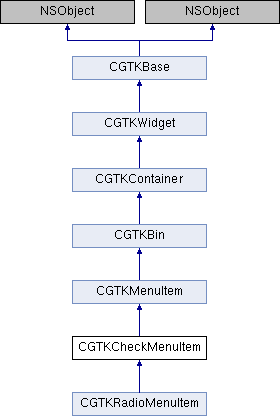 NSObject NSObject
CGTKBase
CGTKWidget
CGTKContainer
CGTKBin
CGTKMenuItem
CGTKCheckMenuItem
CGTKRadioMenuItem